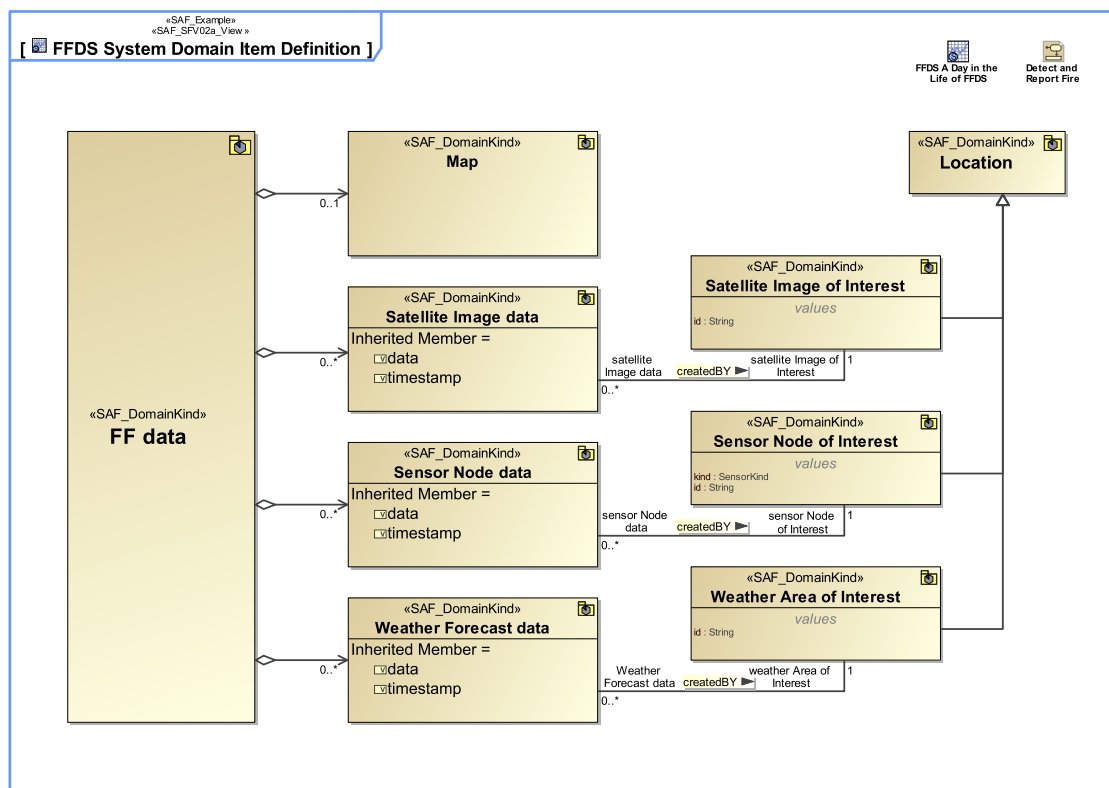 «SAF_Example»
«SAF_SFV02a_View »
[ FFDS System Domain Item Definition ]
FFDS A Day in the
Life of FFDS
Detect and
Report Fire
«SAF_DomainKind»
FF data
«SAF_DomainKind»
Map
0..1
«SAF_DomainKind»
Location
«SAF_DomainKind»
Satellite Image data
Inherited Member =
data
timestamp
0..*
«SAF_DomainKind»
Satellite Image of Interest
values
id : String
satellite
Image data
createdBY
satellite Image of
Interest
1
0..*
«SAF_DomainKind»
Sensor Node data
Inherited Member =
data
timestamp
0..*
«SAF_DomainKind»
Sensor Node of Interest
values
kind : SensorKind
id : String
sensor Node
data
createdBY
sensor Node
of Interest
1
0..*
«SAF_DomainKind»
Weather Forecast data
Inherited Member =
data
timestamp
0..*
«SAF_DomainKind»
Weather Area of Interest
values
id : String
Weather
Forecast data
createdBY
weather Area of
Interest
1
0..*